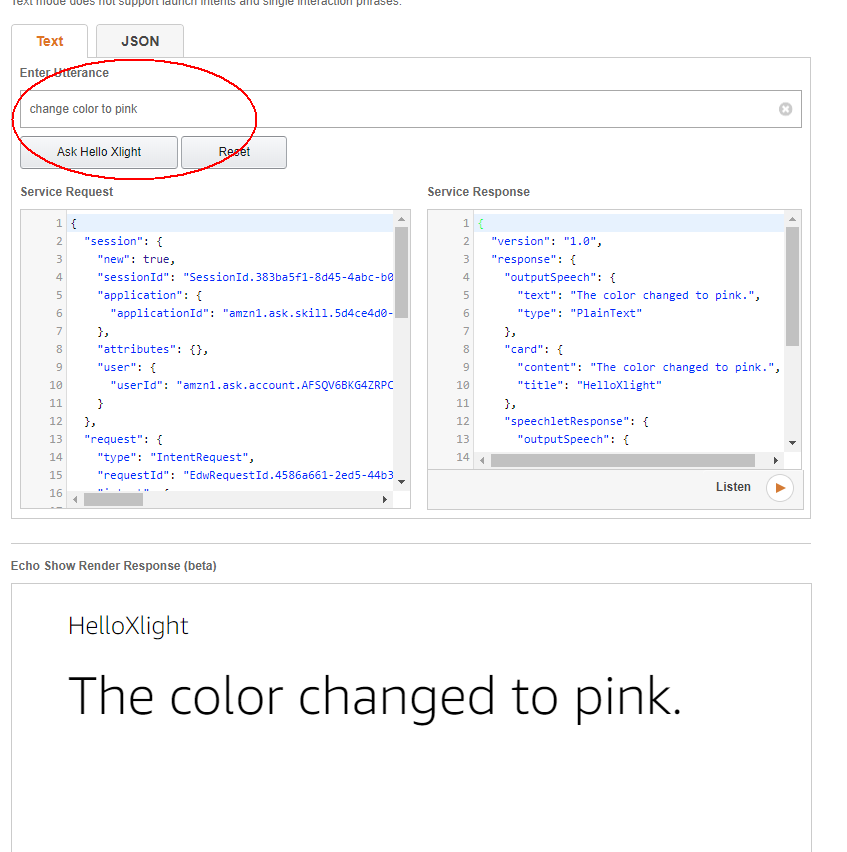 Text mode does not support launch intents and single interaction phrases.
Text
JSON
Enter Utterance
change color to pink
Ask Hello Xlight
Reset
Service Request
1 {
2 "session": {
3 "new": true,
4 "sessionId": "SessionId.383ba5f1-8d45-4abc-b0
5 "application": {
6 "applicationId": "amzn1.ask.skill.5d4ce4d0-
7 },
8 "attributes": {},
9 "user": {
10 "userId": "amzn1.ask.account.AFSQV6BKG4ZRPC
11 }
12 },
13 "request": {
14 "type": "IntentRequest",
15 "requestId": "EdwRequestId.4586a661-2ed5-44b3
16
Service Response
1 {
2 "version": "1.0",
3 "response": {
4 "outputSpeech": {
5 "text": "The color changed to pink.",
6 "type": "PlainText"
7 },
8 "card": {
9 "content": "The color changed to pink.",
10 "title": "HelloXlight"
11 },
12 "speechletResponse": {
13 "outputSpeech": {
14
Listen
Echo Show Render Response (beta)
HelloXlight
The color changed to pink.